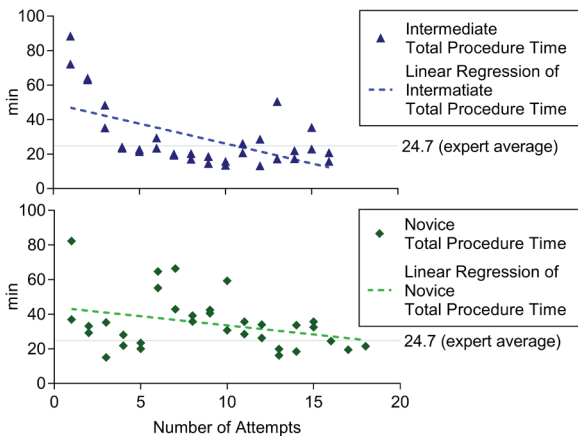 100
80
60
40
20
0
min
Intermediate
Total Procedure Time
Linear Regression of
Intermatiate
Total Procedure Time
24.7 (expert average)
100
80
60
40
20
0
min
Novice
Total Procedure Time
Linear Regression of
Novice
Total Procedure Time
24.7 (expert average)
0 5 10 15 20
Number of Attempts